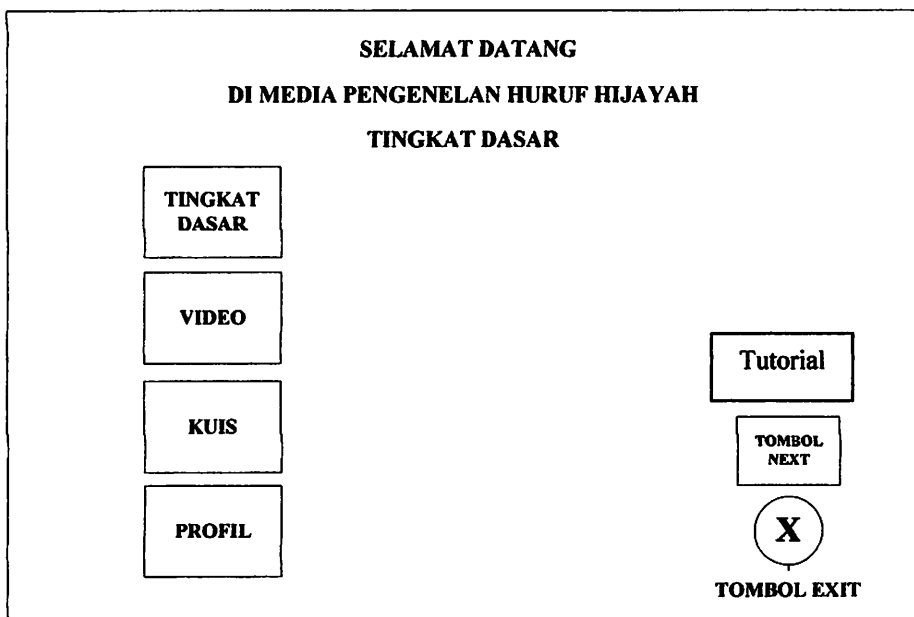 SELAMAT DATANG
DI MEDIA PENGENELAN HURUF HIJAYAH
TINGKAT DASAR
TINGKAT
DASAR
VIDEO
KUIS
PROFIL
Tutorial
TOMBOL
NEXT
X
TOMBOL EXIT